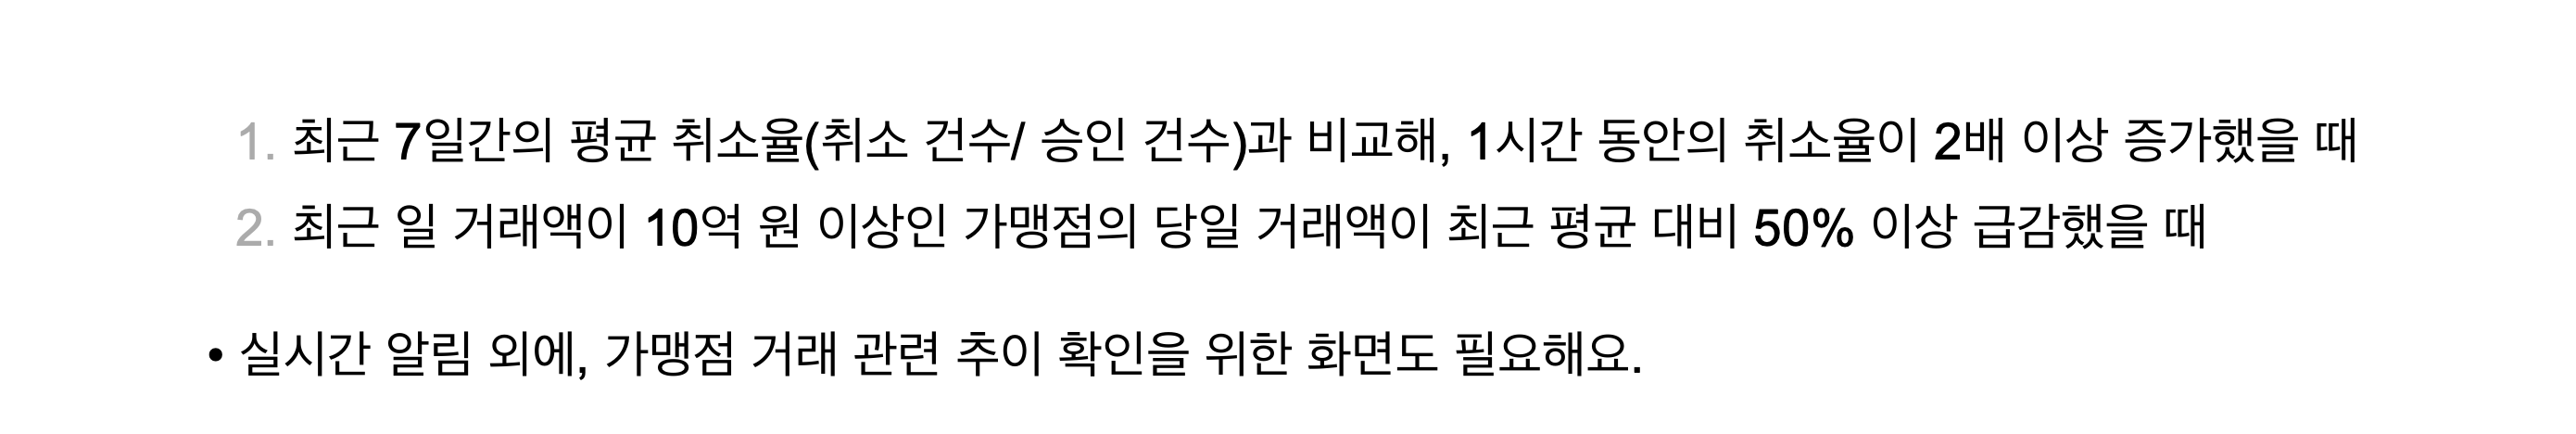 1. 최근 7일간의 평균 취소율(취소 건수/ 승인 건수)과 비교해, 1시간 동안의 취소율이 2배 이상 증가했을 때
2. 최근 일 거래액이 10억 원 이상인 가맹점의 당일 거래액이 최근 평균 대비 50% 이상 급감했을 때
• 실시간 알림 외에, 가맹점 거래 관련 추이 확인을 위한 화면도 필요해요.